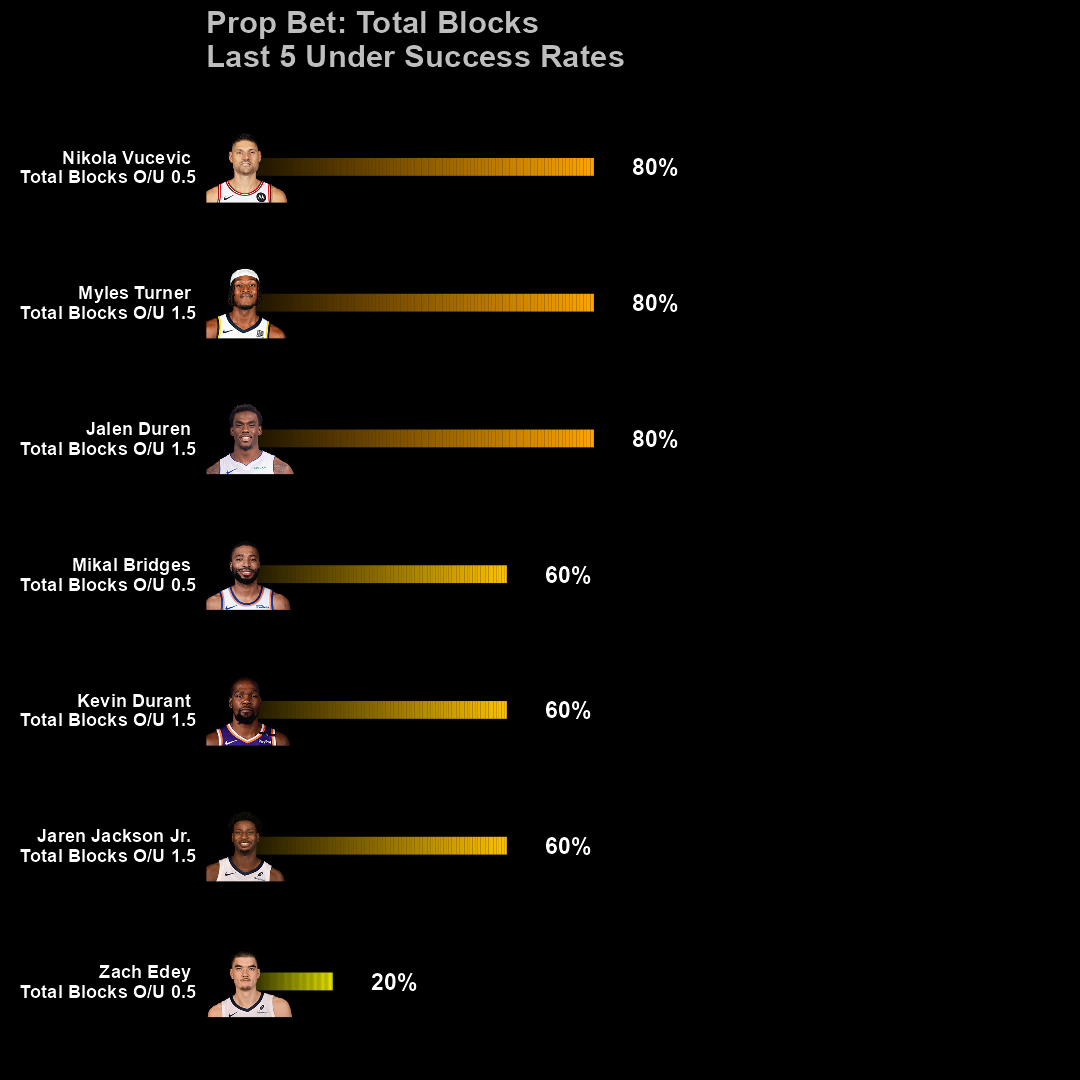 Prop Bet: Total Blocks
Last 5 Under Success Rates
Nikola Vucevic
Total Blocks O/U 0.5
80%
Myles Turner
Total Blocks O/U 1.5
80%
Jalen Duren
Total Blocks O/U 1.5
80%
Mikal Bridges
Total Blocks O/U 0.5
60%
Kevin Durant
Total Blocks O/U 1.5
60%
Jaren Jackson Jr.
Total Blocks O/U 1.5
60%
Zach Edey
Total Blocks O/U 0.5
20%